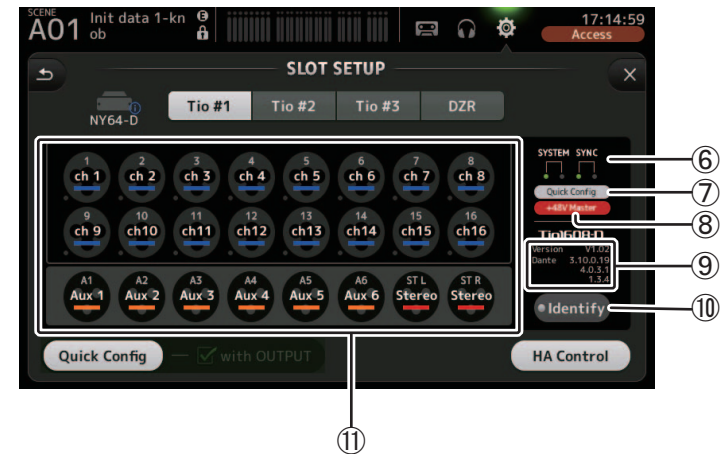 SCENE
A01 Init data 1-kn
ob
17:14:59
Access
SLOT SETUP
NY64-D
Tio #1 Tio #2 Tio #3 DZR
1 2 3 4 5 6 7 8
ch 1 ch 2 ch 3 ch 4 ch 5 ch 6 ch 7 ch 8
9 10 11 12 13 14 15 16
ch 9 ch10 ch11 ch12 ch13 ch14 ch15 ch16
A1 A2 A3 A4 A5 A6 ST L ST R
Aux 1 Aux 2 Aux 3 Aux 4 Aux 5 Aux 6 Stereo Stereo
SYSTEM SYNC
Quick Config
+48V Master
Tio1608-D
Version V1.02
Dante 3.10.0.19
4.0.3.1
1.3.4
Identify
Quick Config with OUTPUT
HA Control
⑥
⑦
⑧
⑨
⑩
⑪